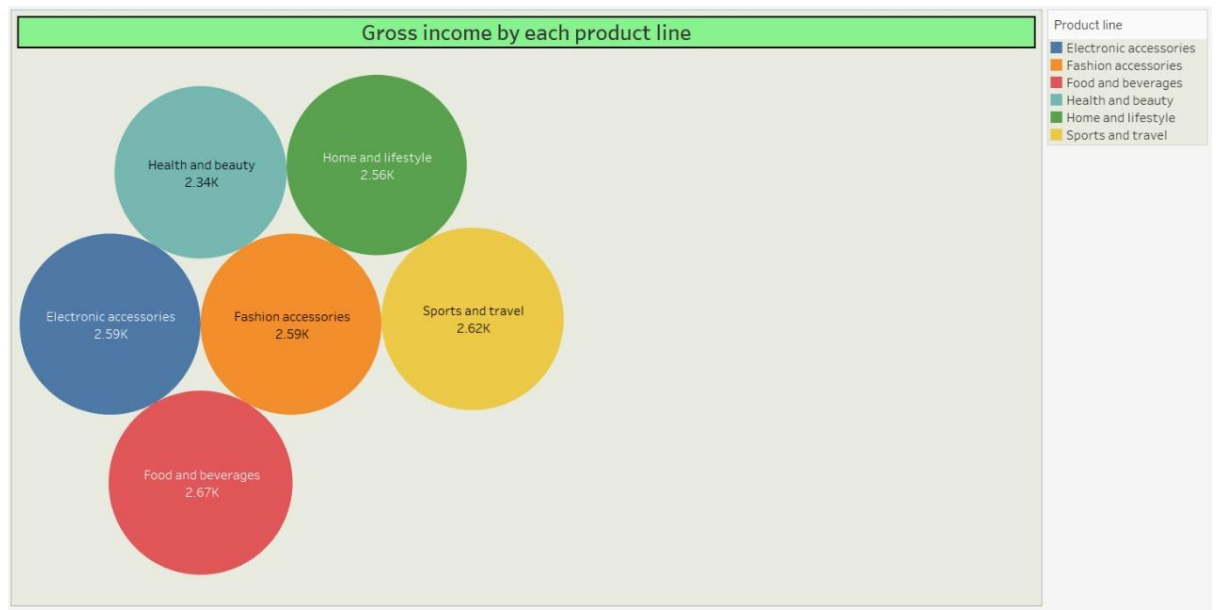 Gross income by each product line
Product line
Electronic accessories
Fashion accessories
Food and beverages
Health and beauty
Home and lifestyle
Sports and travel
Health and beauty
2.34K
Home and lifestyle
2.56K
Electronic accessories
2.59K
Fashion accessories
2.59K
Sports and travel
2.62K
Food and beverages
2.67K